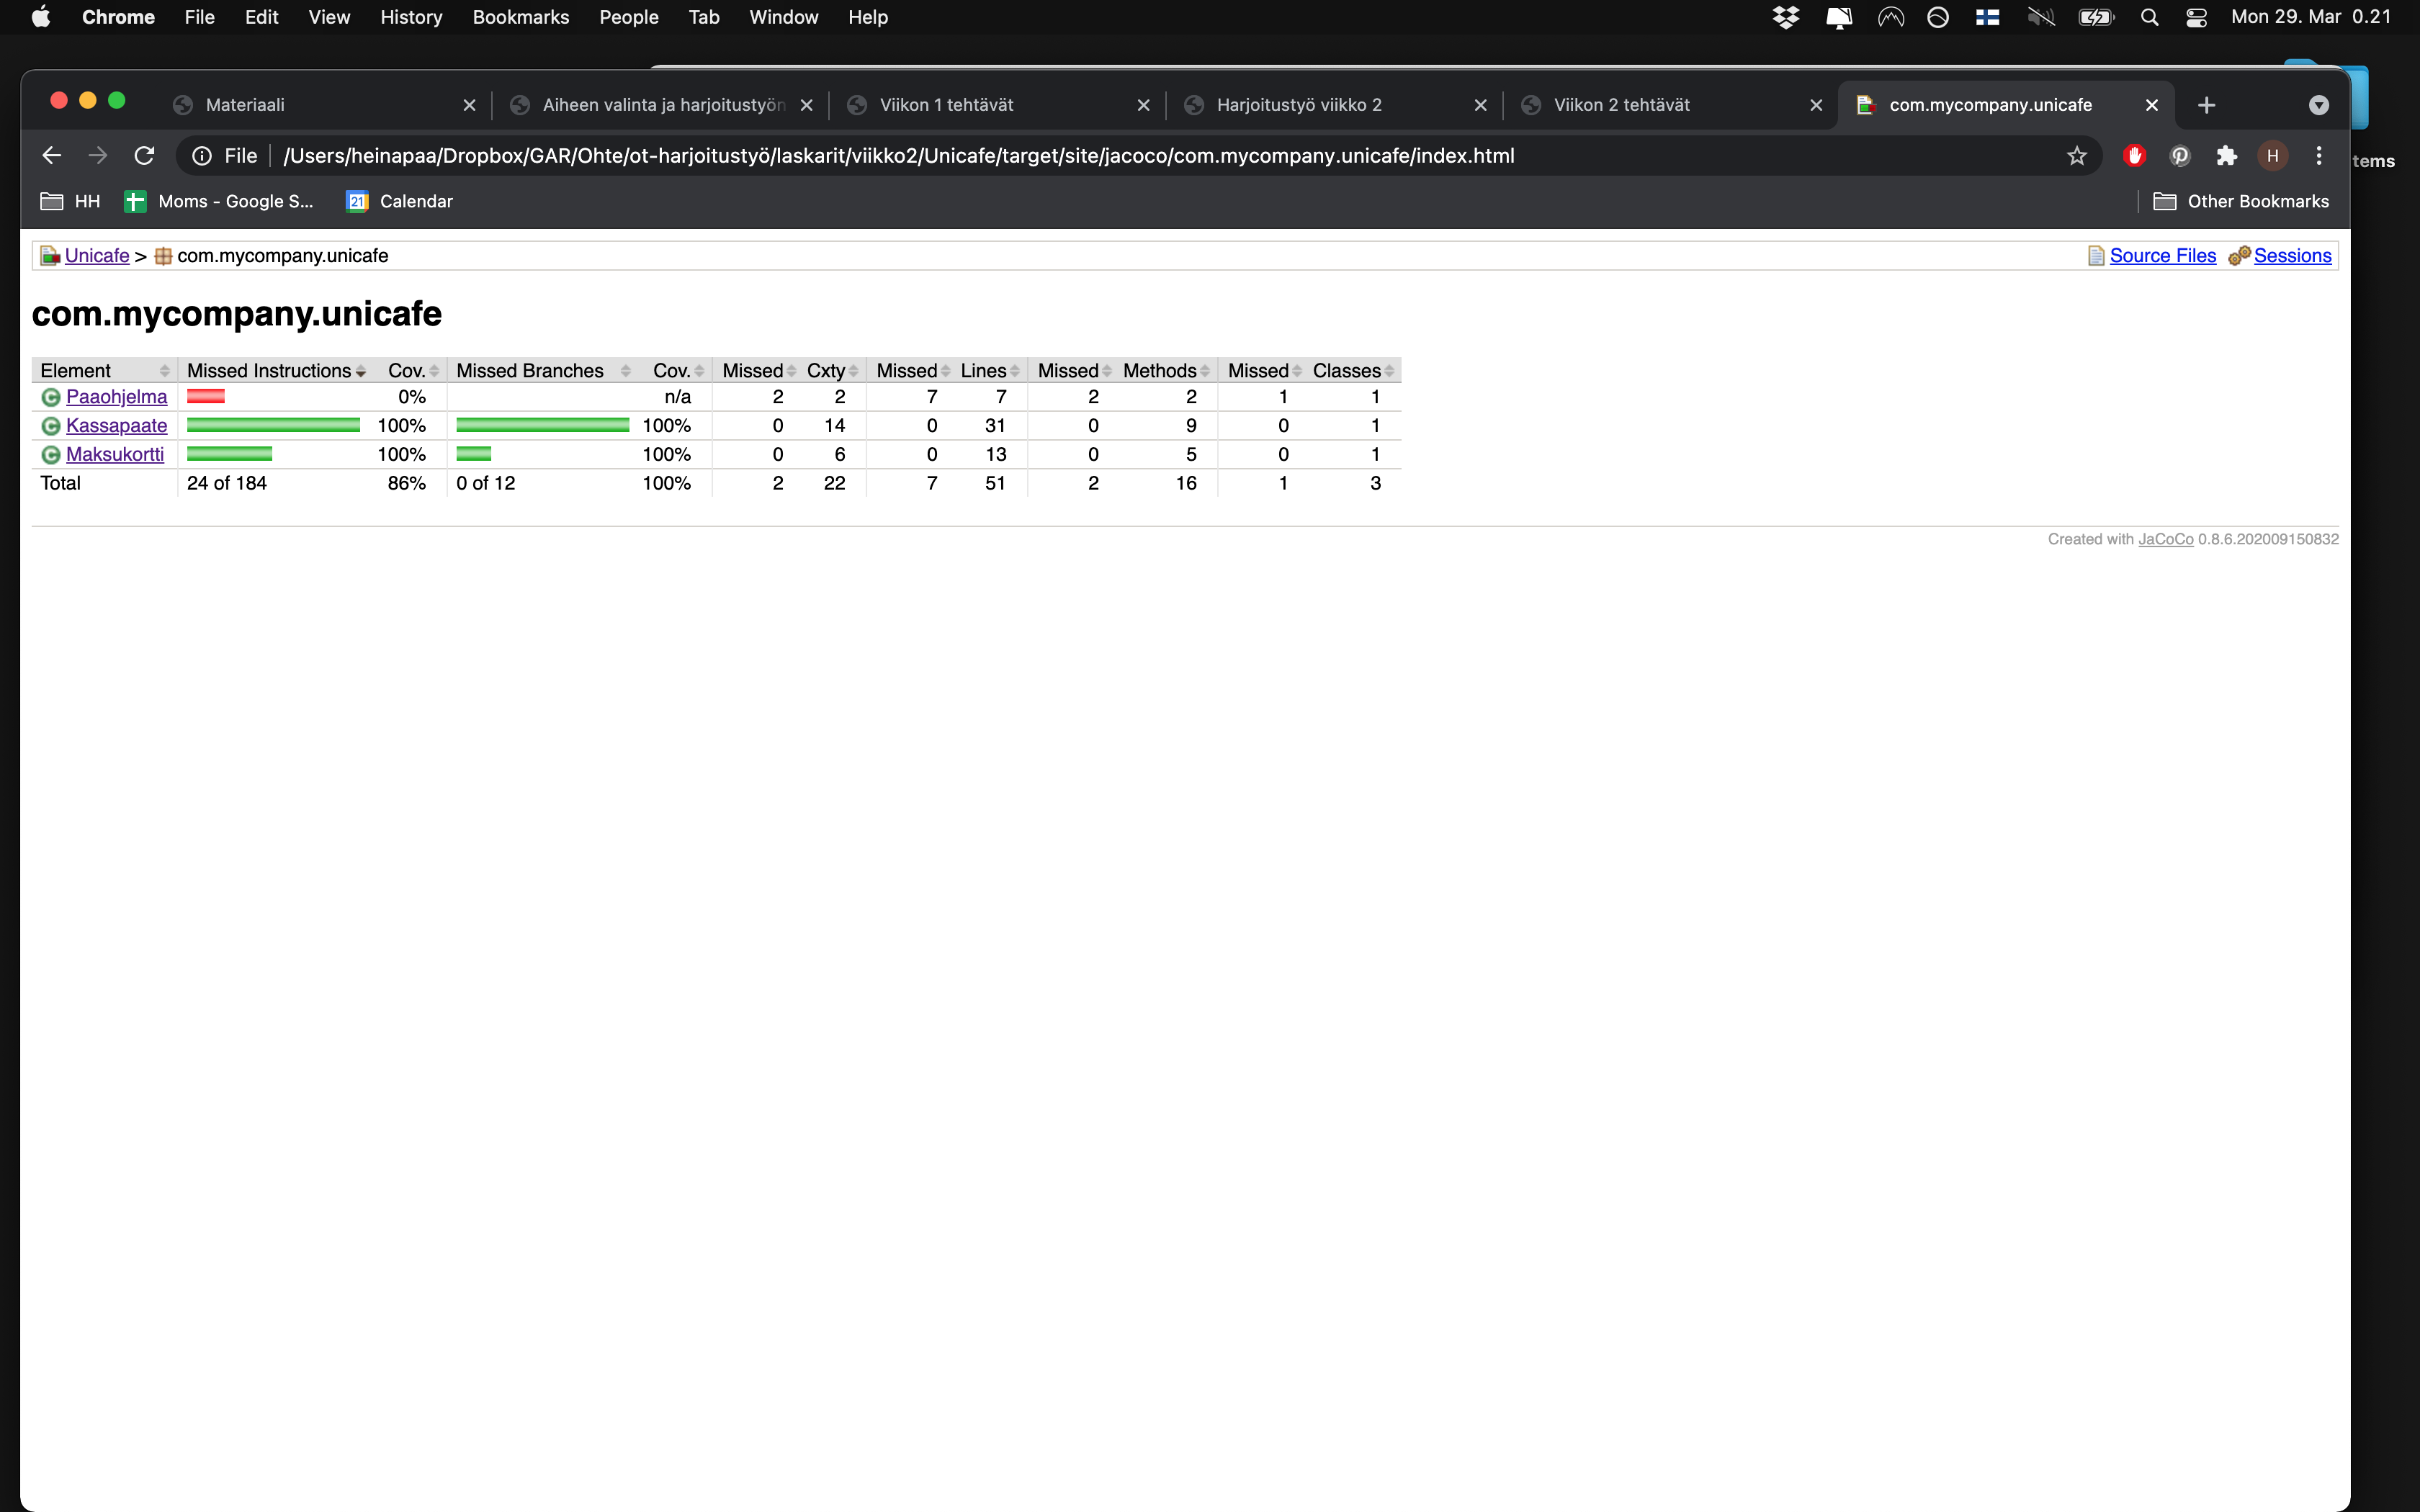 Chrome File Edit View History Bookmarks People Tab Window Help Mon 29. Mar 0.21
Materiaali Aiheen valinta ja harjoitustyön Viikon 1 tehtävät Harjoitustyö viikko 2 Viikon 2 tehtävät com.mycompany.unicafe
File /Users/heinapaa/Dropbox/GAR/Ohte/ot-harjoitustyö/laskarit/viikko2/Unicafe/target/site/jacoco/com.mycompany.unicafe/index.html H tems
HH Moms - Google S... 21 Calendar Other Bookmarks
Unicafe > com.mycompany.unicafe Source Files Sessions
com.mycompany.unicafe
Element Missed Instructions Cov. Missed Branches Cov. Missed Cxty Missed Lines Missed Methods Missed Classes
C Paaohjelma 0% n/a 2 2 7 7 2 2 1 1
C Kassapaate 100% 100% 0 14 0 31 0 9 0 1
C Maksukortti 100% 100% 0 6 0 13 0 5 0 1
Total 24 of 184 86% 0 of 12 100% 2 22 7 51 2 16 1 3
Created with JaCoCo 0.8.6.202009150832